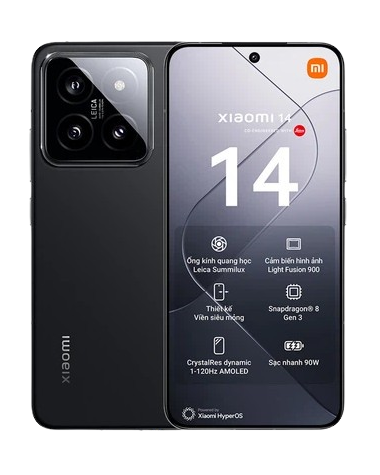 LEICA
xiaomi
xiaomi 14
CO-ENGINEERED WITH Leica
14
Ống kính quang học
Leica Summilux
Cảm biến hình ảnh
Light Fusion 900
Thiết kế
Viền siêu mỏng
Snapdragon® 8
Gen 3
CrystalRes dynamic
1-120Hz AMOLED
Sạc nhanh 90W
Powered by
Xiaomi HyperOS